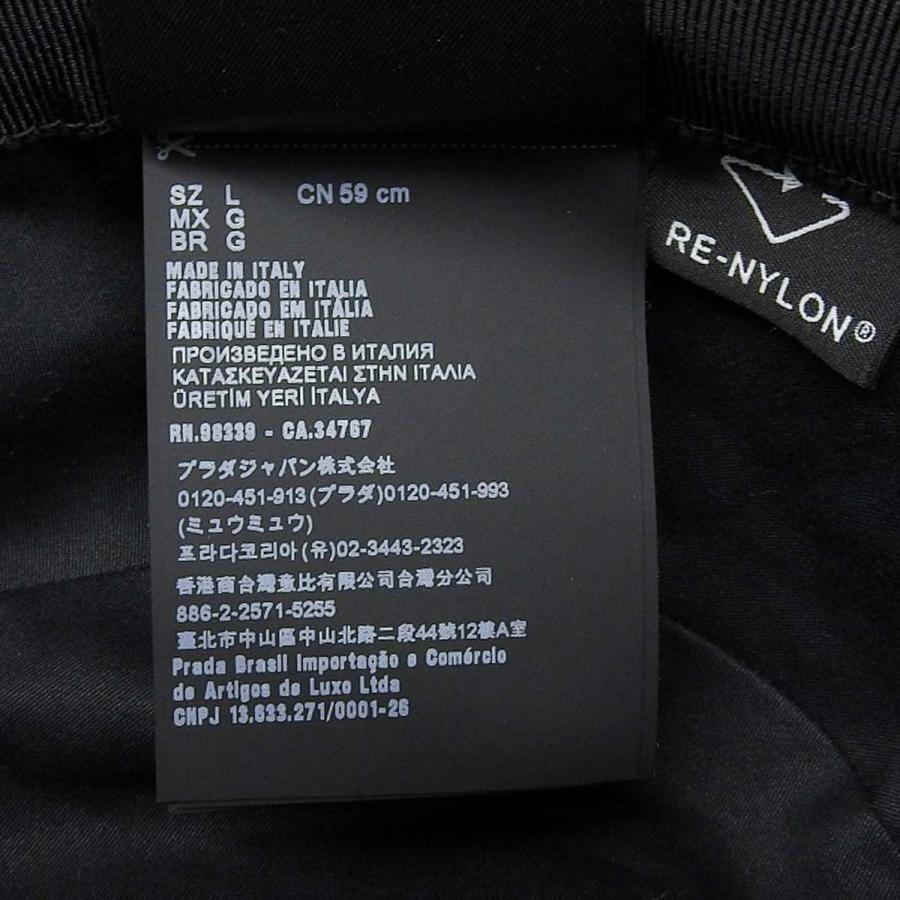 SZ L CN 59 cm
MX G
BR G
MADE IN ITALY
FABRICADO EN ITALIA
FABRICADO EM ITÁLIA
FABRIQUÉ EN ITALIE
ПРОИЗВЕДЕНО В ИТАЛИЯ
ΚΑΤΑΣΚΕΥΑΖΕΤΑΙ ΣΤΗΝ ΙΤΑΛΙΑ
ÜRETİM YERİ İTALYA
RN.98339 - CA.34767
プラダジャパン株式会社
0120-451-913(プラダ)0120-451-993
(ミュウミュウ)
프라다코리아(유)02-3443-2323
香港商台灣意比有限公司台灣分公司
886-2-2571-5255
臺北市中山區中山北路二段44號12樓A室
Prada Brasil Importação e Comércio
de Artigos de Luxo Ltda
CNPJ 13.633.271/0001-26
RE-NYLON®